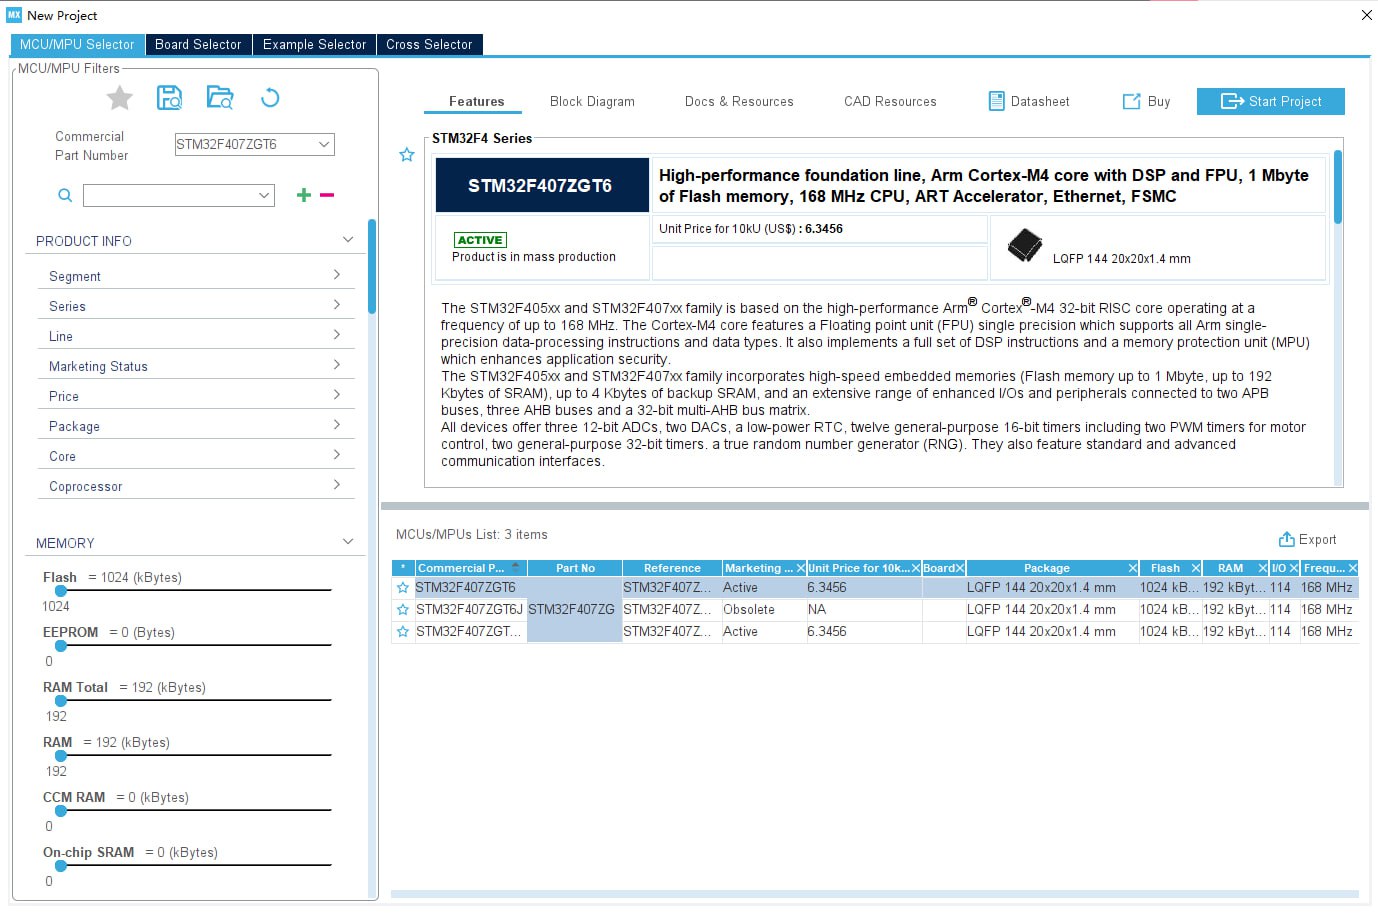 MX New Project
MCU/MPU Selector Board Selector Example Selector Cross Selector
MCU/MPU Filters
Commercial
Part Number
STM32F407ZGT6
PRODUCT INFO
Segment
Series
Line
Marketing Status
Price
Package
Core
Coprocessor
MEMORY
Flash = 1024 (kBytes)
1024
EEPROM = 0 (Bytes)
0
RAM Total = 192 (kBytes)
192
RAM = 192 (kBytes)
192
CCM RAM = 0 (kBytes)
0
On-chip SRAM = 0 (kBytes)
0
Features Block Diagram Docs & Resources CAD Resources Datasheet Buy Start Project
STM32F4 Series
STM32F407ZGT6
High-performance foundation line, Arm Cortex-M4 core with DSP and FPU, 1 Mbyte
of Flash memory, 168 MHz CPU, ART Accelerator, Ethernet, FSMC
ACTIVE
Product is in mass production
Unit Price for 10kU (US$) : 6.3456
LQFP 144 20x20x1.4 mm
The STM32F405xx and STM32F407xx family is based on the high-performance Arm® Cortex®-M4 32-bit RISC core operating at a
frequency of up to 168 MHz. The Cortex-M4 core features a Floating point unit (FPU) single precision which supports all Arm single-
precision data-processing instructions and data types. It also implements a full set of DSP instructions and a memory protection unit (MPU)
which enhances application security.
The STM32F405xx and STM32F407xx family incorporates high-speed embedded memories (Flash memory up to 1 Mbyte, up to 192
Kbytes of SRAM), up to 4 Kbytes of backup SRAM, and an extensive range of enhanced I/Os and peripherals connected to two APB
buses, three AHB buses and a 32-bit multi-AHB bus matrix.
All devices offer three 12-bit ADCs, two DACs, a low-power RTC, twelve general-purpose 16-bit timers including two PWM timers for motor
control, two general-purpose 32-bit timers. a true random number generator (RNG). They also feature standard and advanced
communication interfaces.
MCUs/MPUs List: 3 items
Export
* Commercial P... Part No Reference Marketing ... Unit Price for 10k... Board Package Flash RAM I/O Frequ...
STM32F407ZGT6 STM32F407Z... Active 6.3456 LQFP 144 20x20x1.4 mm 1024 kB... 192 kByt... 114 168 MHz
STM32F407ZGT6J STM32F407ZG STM32F407Z... Obsolete NA LQFP 144 20x20x1.4 mm 1024 kB... 192 kByt... 114 168 MHz
STM32F407ZGT... STM32F407Z... Active 6.3456 LQFP 144 20x20x1.4 mm 1024 kB... 192 kByt... 114 168 MHz